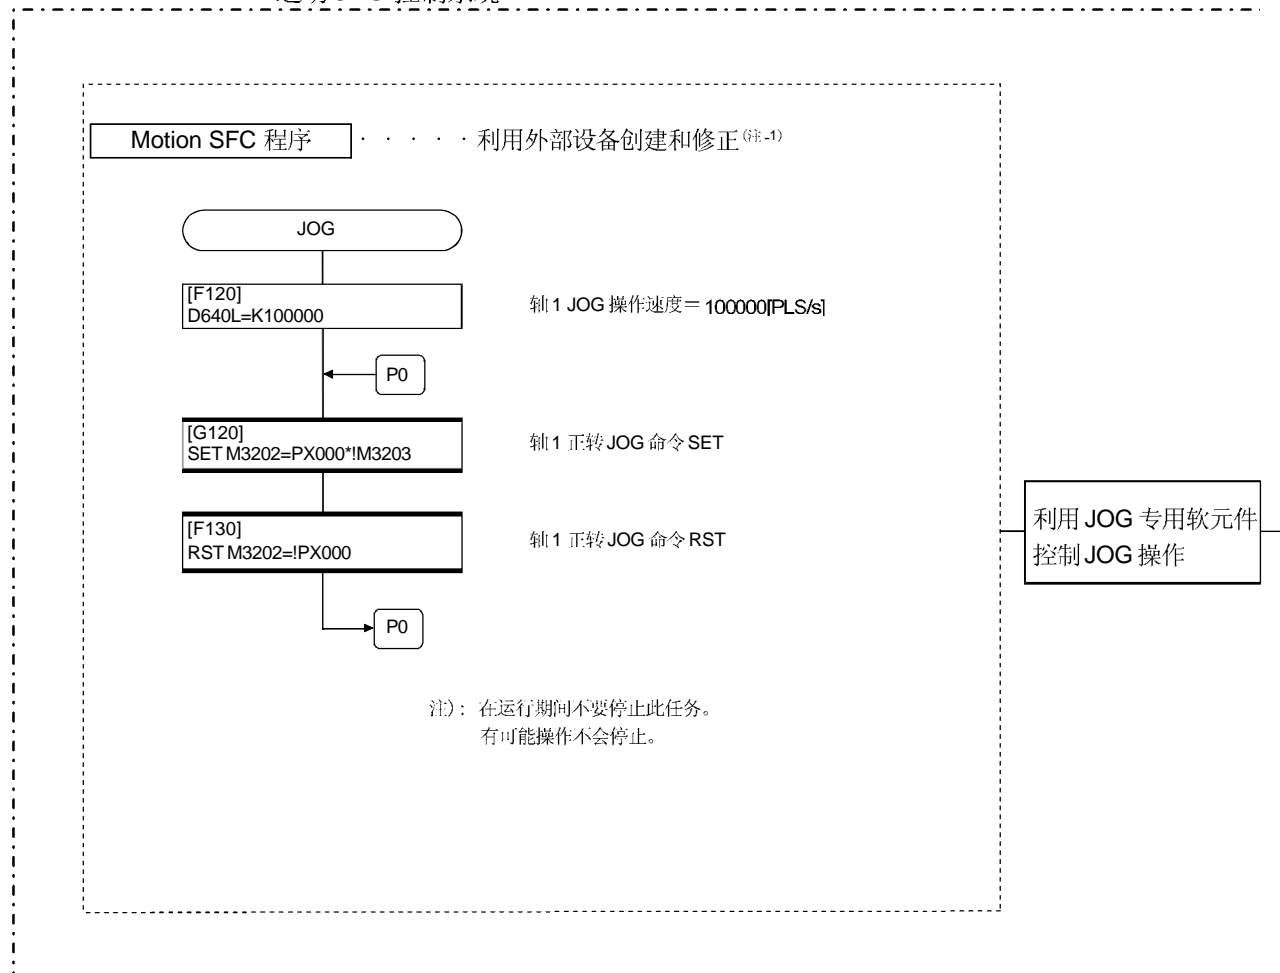 Motion SFC 程序 · · · · · 利用外部设备创建和修正(注-1)
JOG
[F120]
D640L=K100000
轴1 JOG 操作速度＝100000[PLS/s]
P0
[G120]
SET M3202=PX000*!M3203
轴1 正转 JOG 命令 SET
[F130]
RST M3202=!PX000
轴1 正转 JOG 命令 RST
P0
注）: 在运行期间不要停止此任务。
有可能操作不会停止。
利用 JOG 专用软元件
控制 JOG 操作